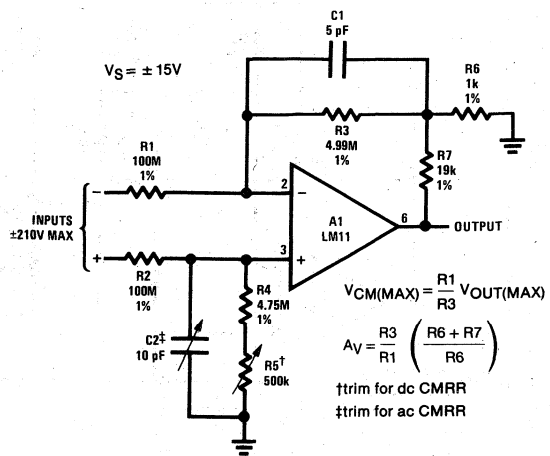 C1
5 pF
VS = ± 15V
R6
1k
1%
R3
4.99M
1%
R1
100M
1%
R7
19k
1%
2
−
−
INPUTS
±210V MAX
A1
LM11
6
OUTPUT
+
3
+
R2
100M
1%
R4
4.75M
1%
VCM(MAX) = R1/R3 VOUT(MAX)
C2‡
10 pF
R5†
500k
AV = R3/R1 (R6 + R7/R6)
†trim for dc CMRR
‡trim for ac CMRR